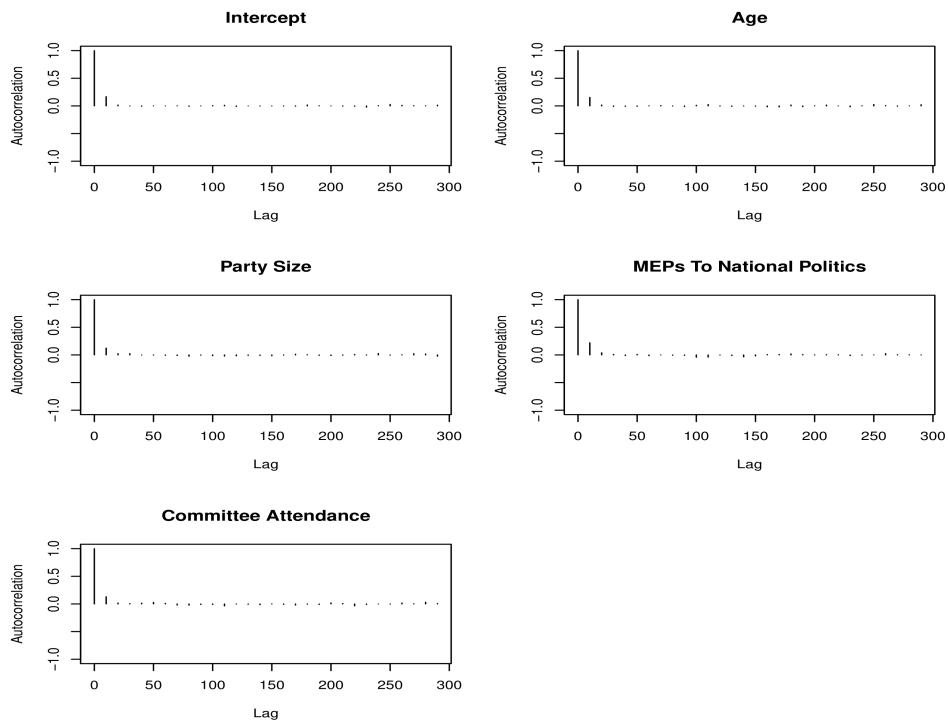 Intercept
Autocorrelation
1.0
0.5
0.0
−1.0
0 50 100 150 200 250 300
Lag
Age
Autocorrelation
1.0
0.5
0.0
−1.0
0 50 100 150 200 250 300
Lag
Party Size
Autocorrelation
1.0
0.5
0.0
−1.0
0 50 100 150 200 250 300
Lag
MEPs To National Politics
Autocorrelation
1.0
0.5
0.0
−1.0
0 50 100 150 200 250 300
Lag
Committee Attendance
Autocorrelation
1.0
0.5
0.0
−1.0
0 50 100 150 200 250 300
Lag